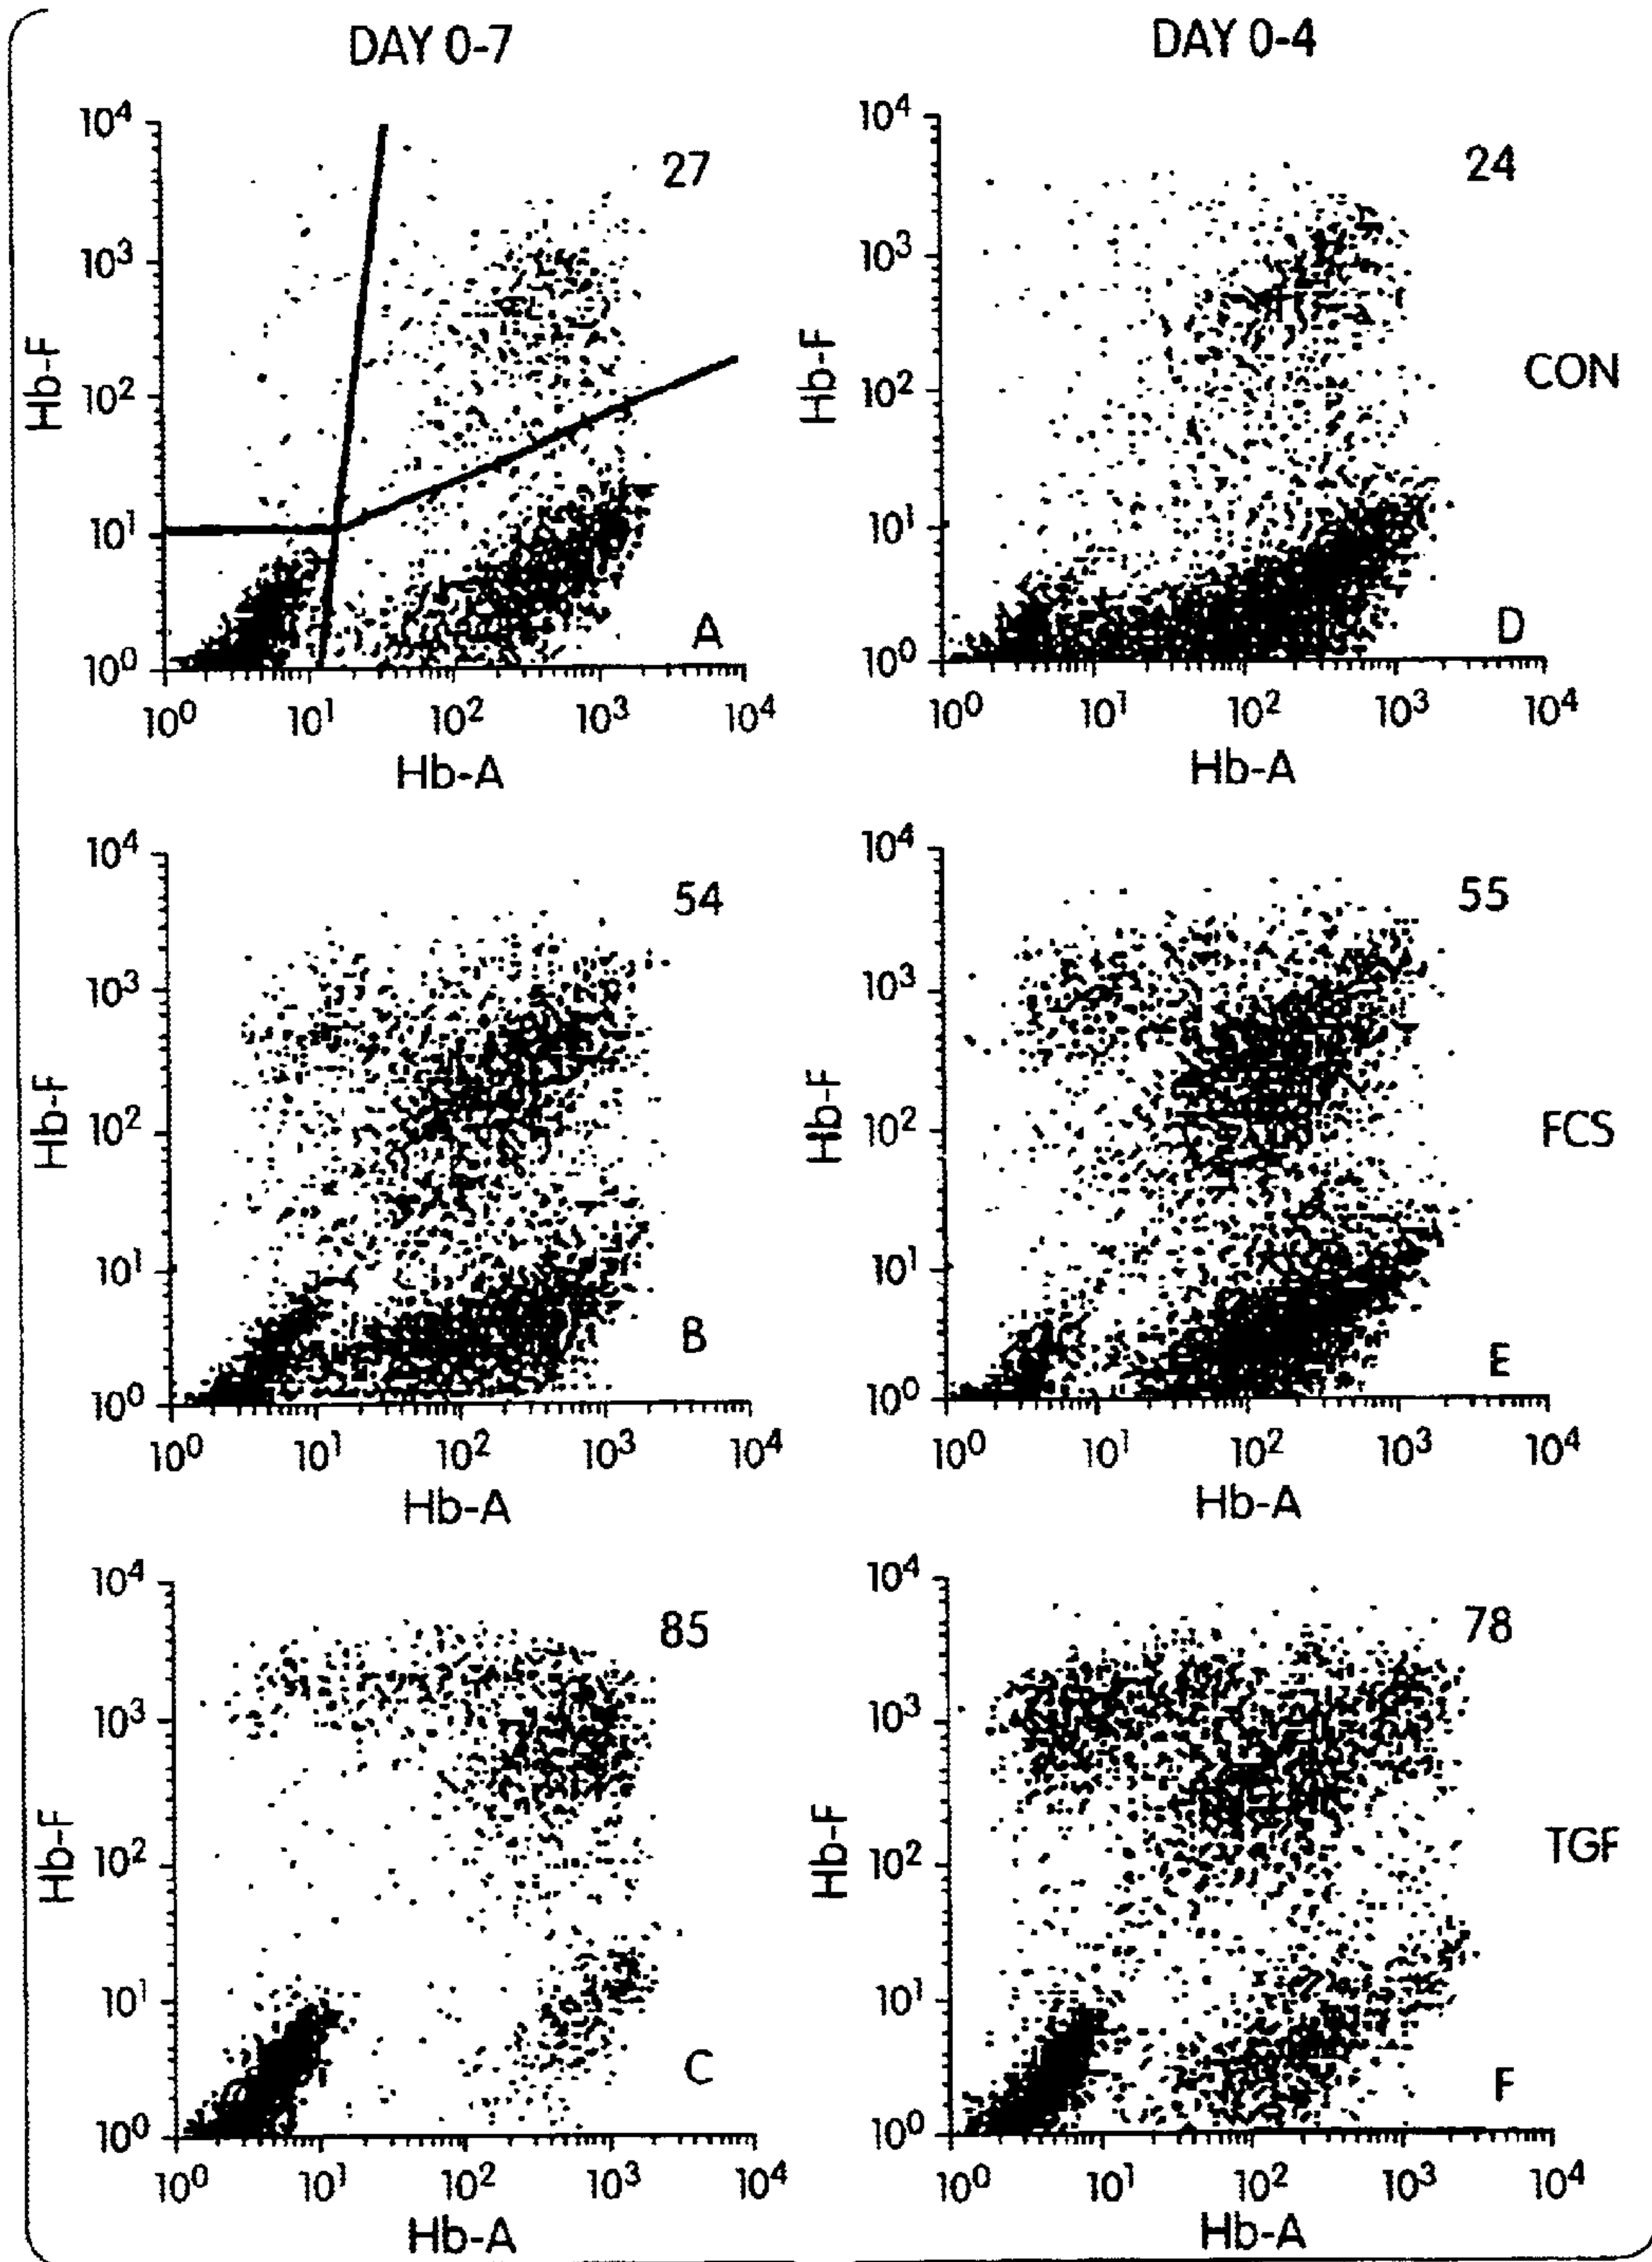 DAY 0-7 DAY 0-4
10⁴ 10⁴
27 24
10³ 10³
Hb-F Hb-F CON
10² 10²
10¹ 10¹
A D
10⁰ 10⁰
10⁰ 10¹ 10² 10³ 10⁴ 10⁰ 10¹ 10² 10³ 10⁴
Hb-A Hb-A
10⁴ 10⁴
54 55
10³ 10³
Hb-F Hb-F FCS
10² 10²
10¹ 10¹
B E
10⁰ 10⁰
10⁰ 10¹ 10² 10³ 10⁴ 10⁰ 10¹ 10² 10³ 10⁴
Hb-A Hb-A
10⁴ 10⁴
85 78
10³ 10³
Hb-F Hb-F TGF
10² 10²
10¹ 10¹
C F
10⁰ 10⁰
10⁰ 10¹ 10² 10³ 10⁴ 10⁰ 10¹ 10² 10³ 10⁴
Hb-A Hb-A